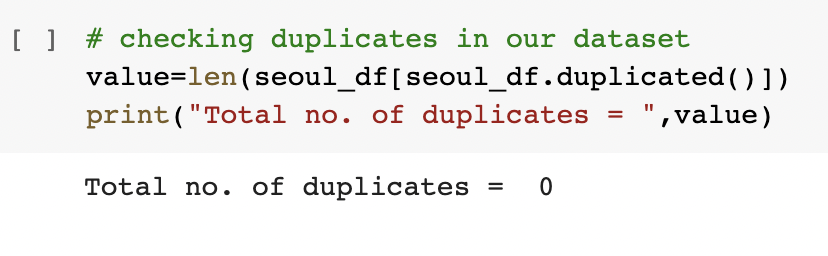 [ ] # checking duplicates in our dataset
value=len(seoul_df[seoul_df.duplicated()])
print("Total no. of duplicates = ",value)
Total no. of duplicates =  0